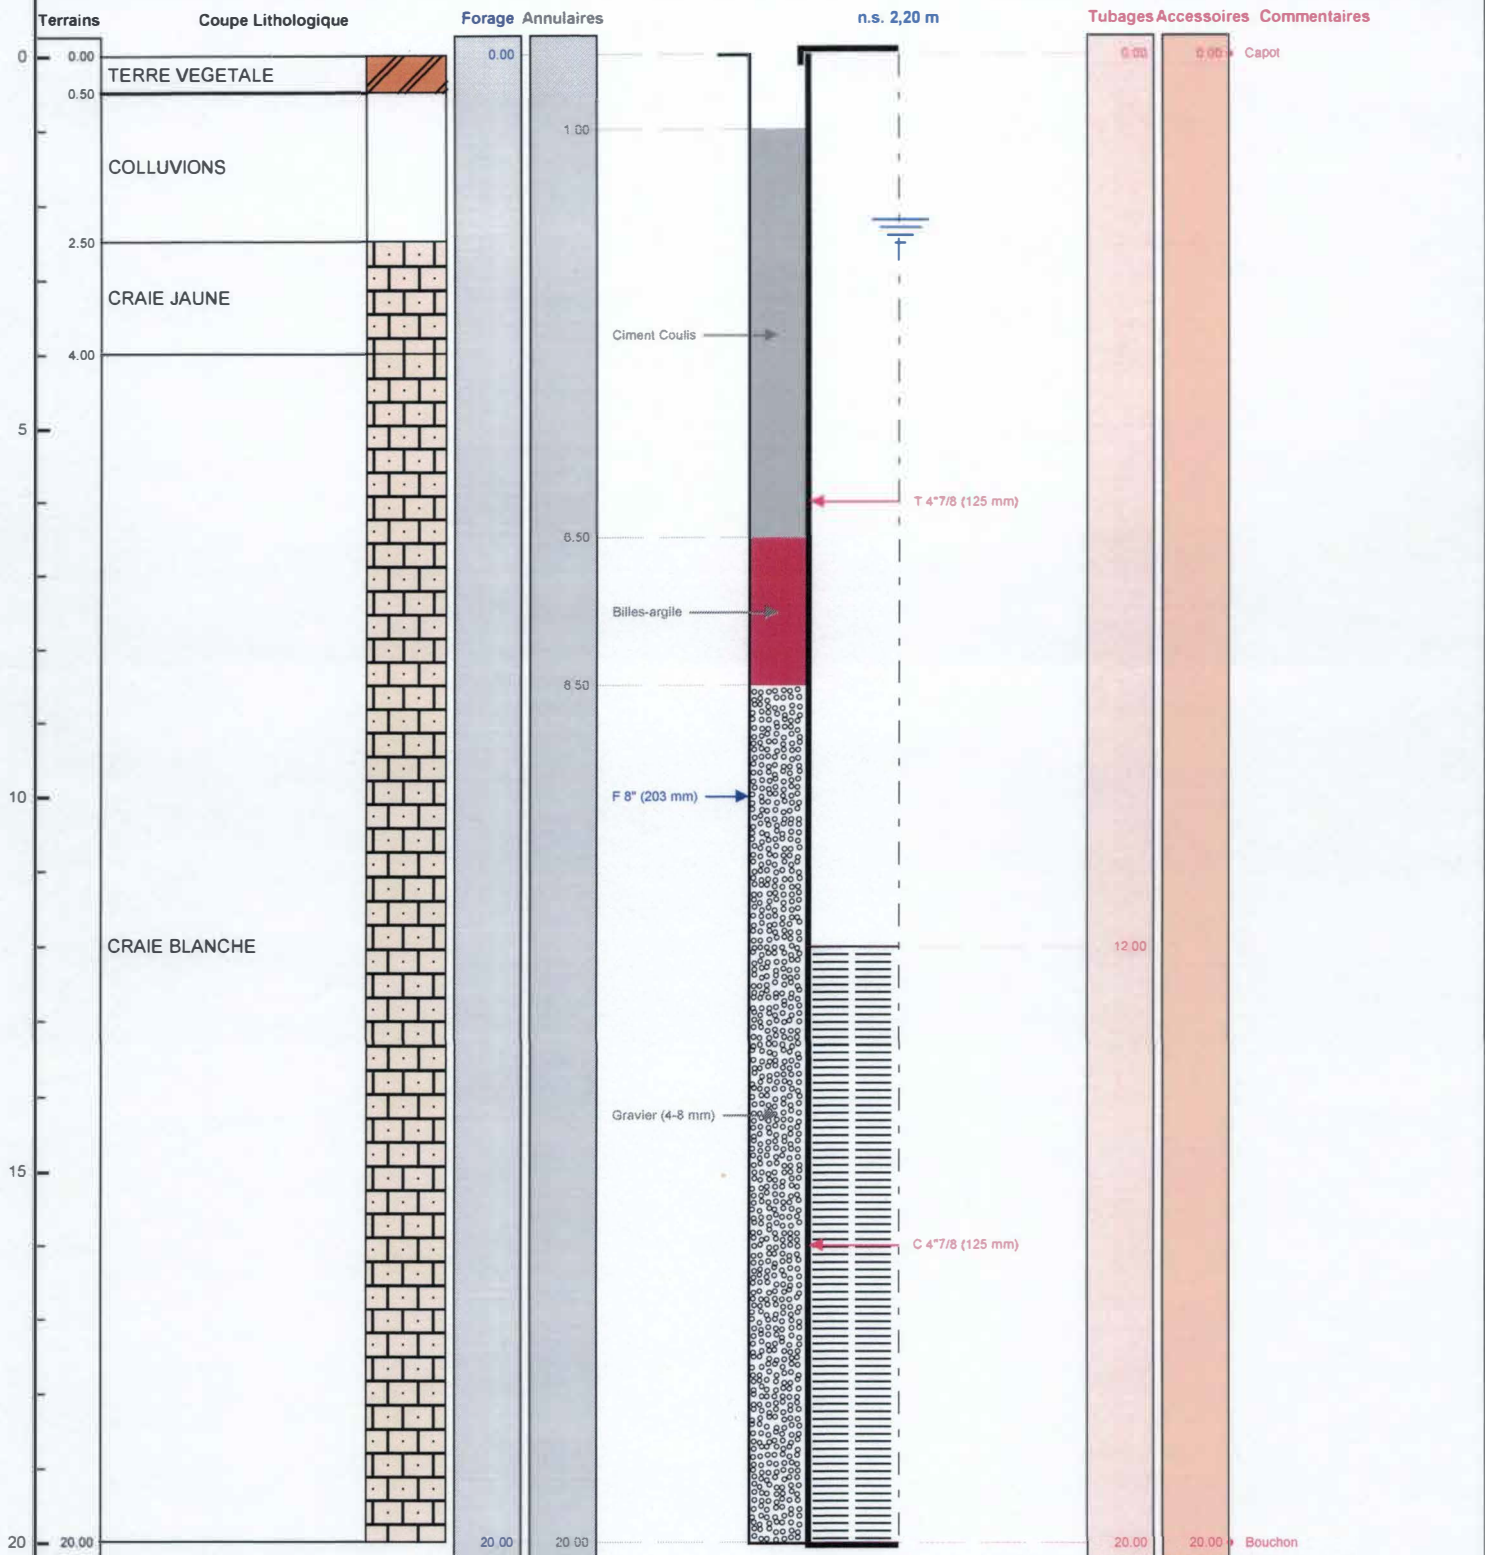 Terrains Coupe Lithologique Forage Annulaires n.s. 2,20 m Tubages Accessoires Commentaires
0 0.00 0.00 0.00 0.00 Capot
TERRE VEGETALE
0.50
1.00
COLLUVIONS
2.50
CRAIE JAUNE
Ciment Coulis
4.00
5
T 4"7/8 (125 mm)
6.50
Billes-argile
8.50
10 F 8" (203 mm)
CRAIE BLANCHE 12.00
Gravier (4-8 mm)
15
C 4"7/8 (125 mm)
20 20.00 20.00 20.00 20.00 20.00 Bouchon